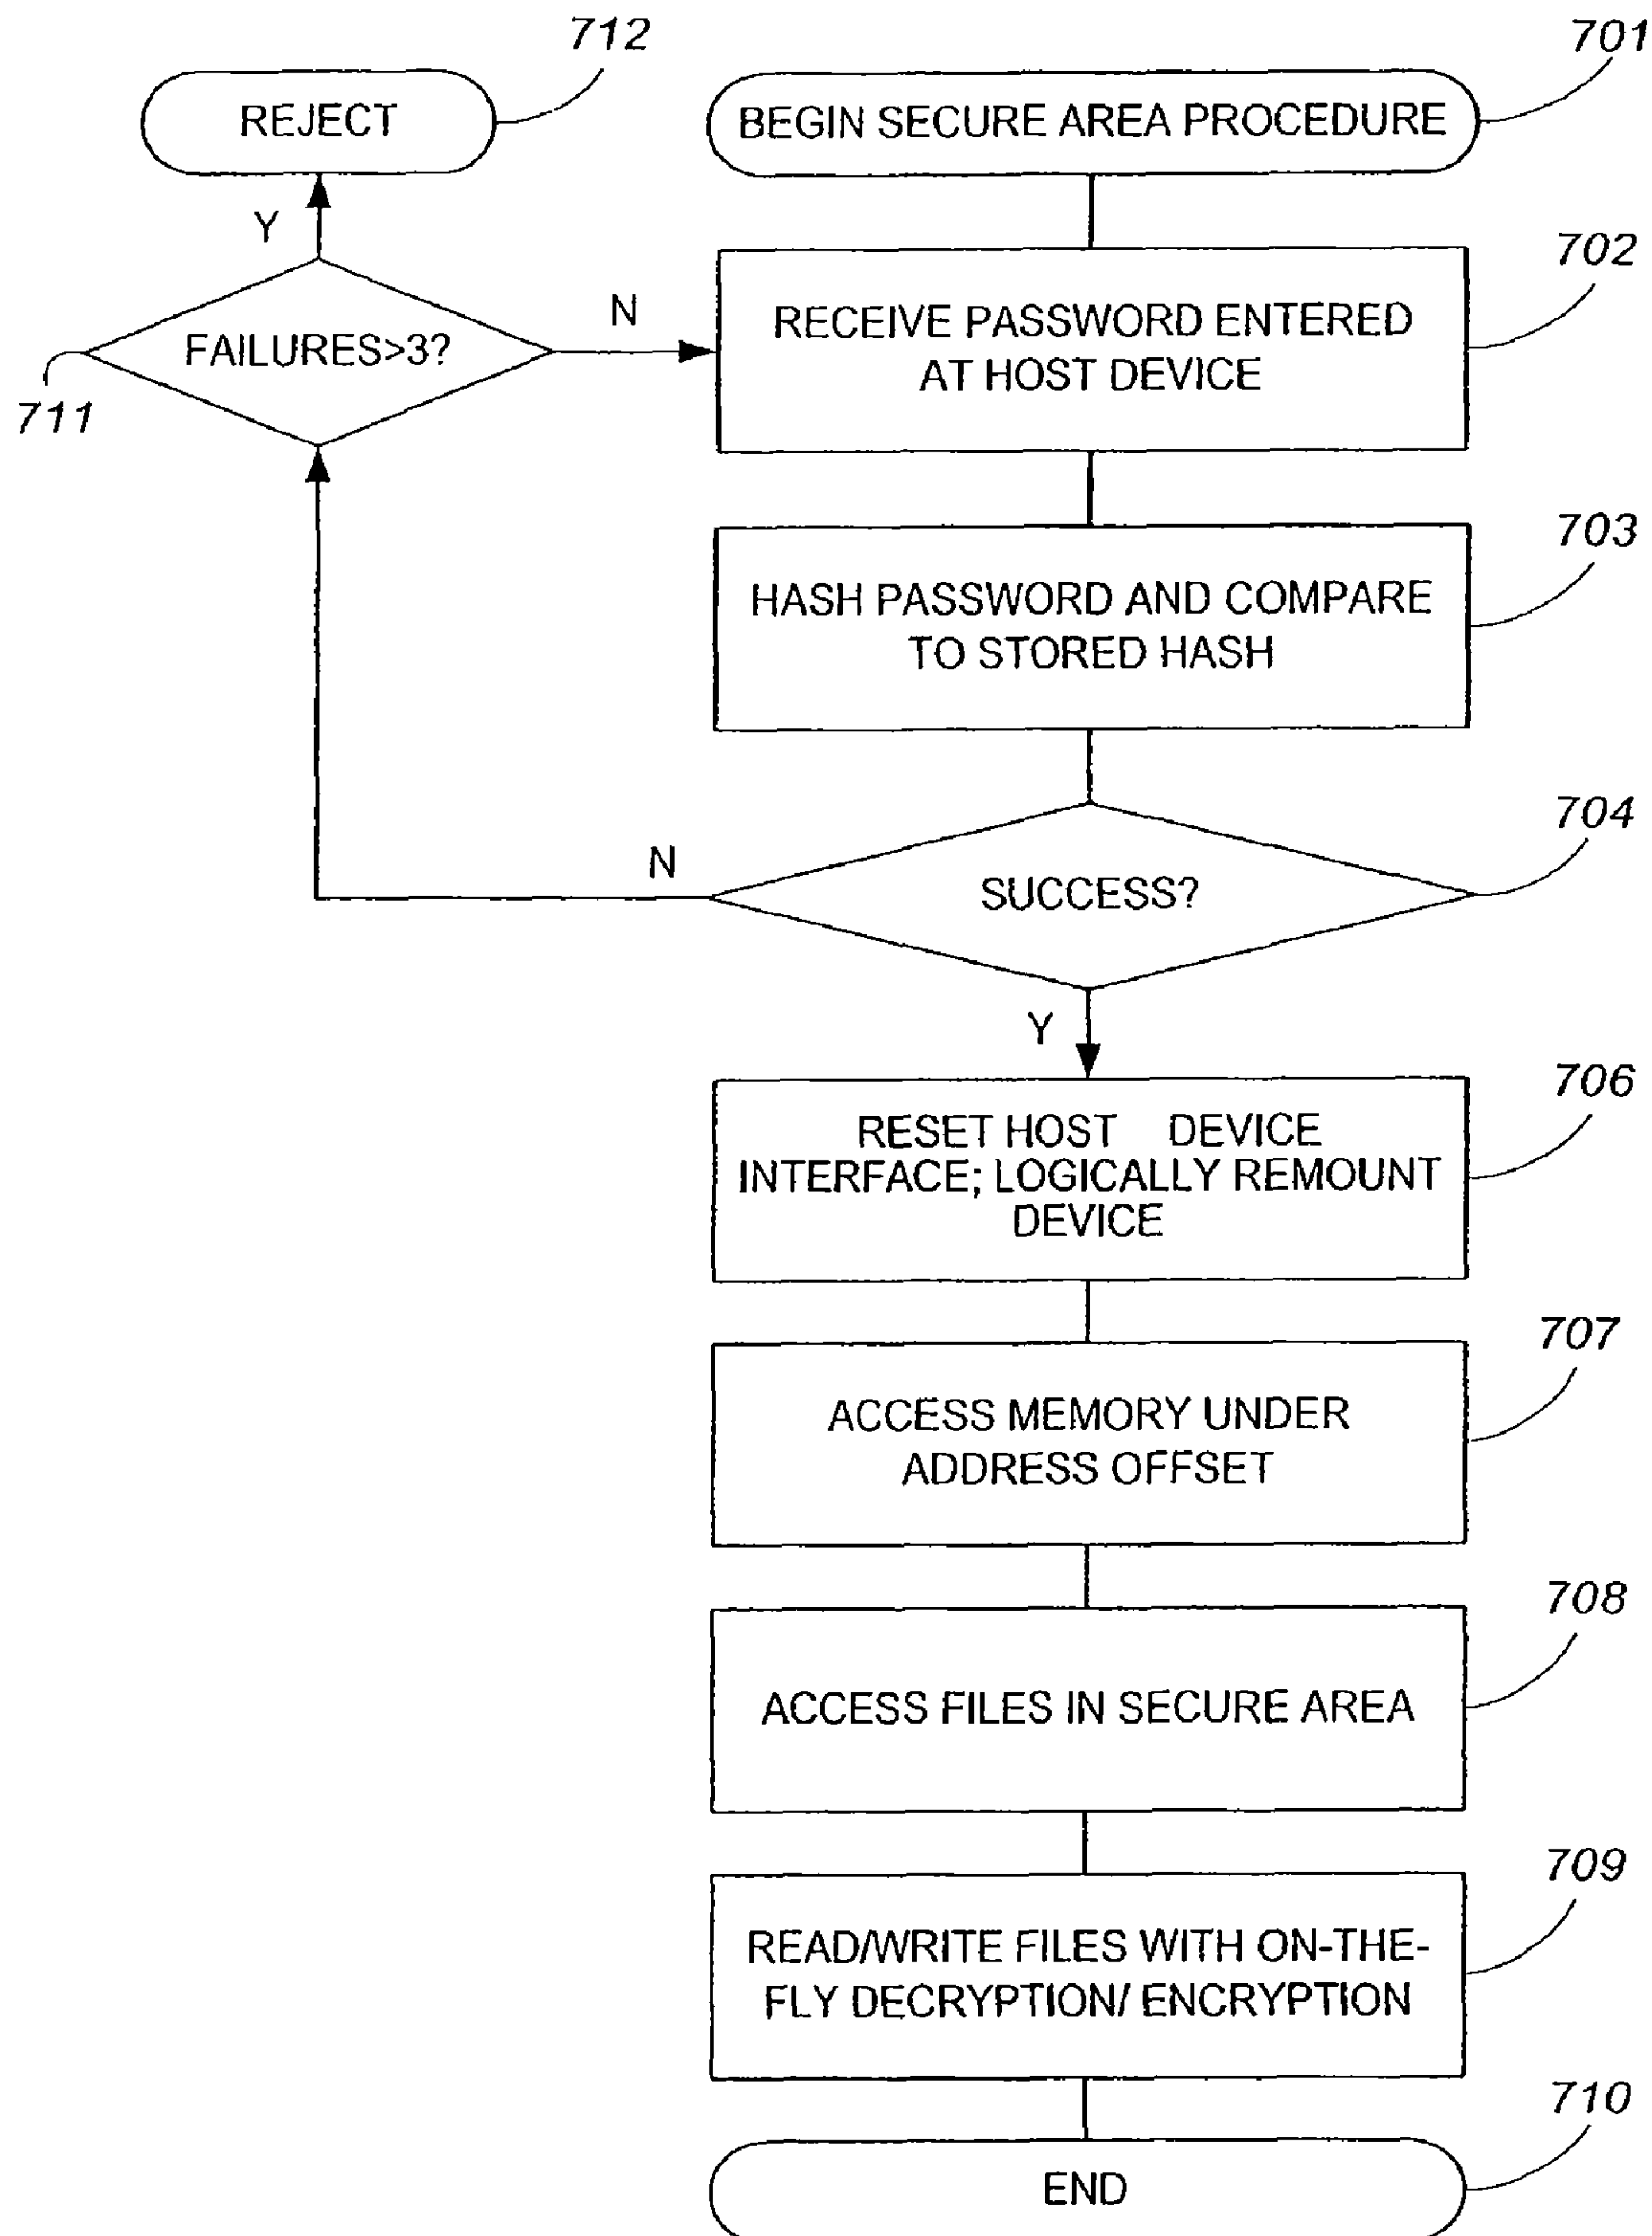 712
701
REJECT
BEGIN SECURE AREA PROCEDURE
Y
702
FAILURES>3?
N
RECEIVE PASSWORD ENTERED
AT HOST DEVICE
711
703
HASH PASSWORD AND COMPARE
TO STORED HASH
704
N
SUCCESS?
Y
706
RESET HOST DEVICE
INTERFACE; LOGICALLY REMOUNT
DEVICE
707
ACCESS MEMORY UNDER
ADDRESS OFFSET
708
ACCESS FILES IN SECURE AREA
709
READ/WRITE FILES WITH ON-THE-
FLY DECRYPTION/ ENCRYPTION
710
END